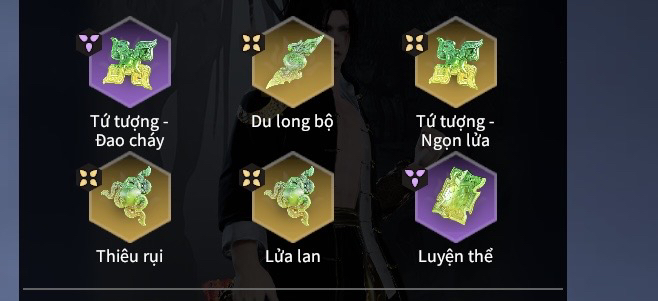 Tứ tượng -
Đao cháy
Du long bộ
Tứ tượng -
Ngọn lửa
Thiêu rụi
Lửa lan
Luyện thể